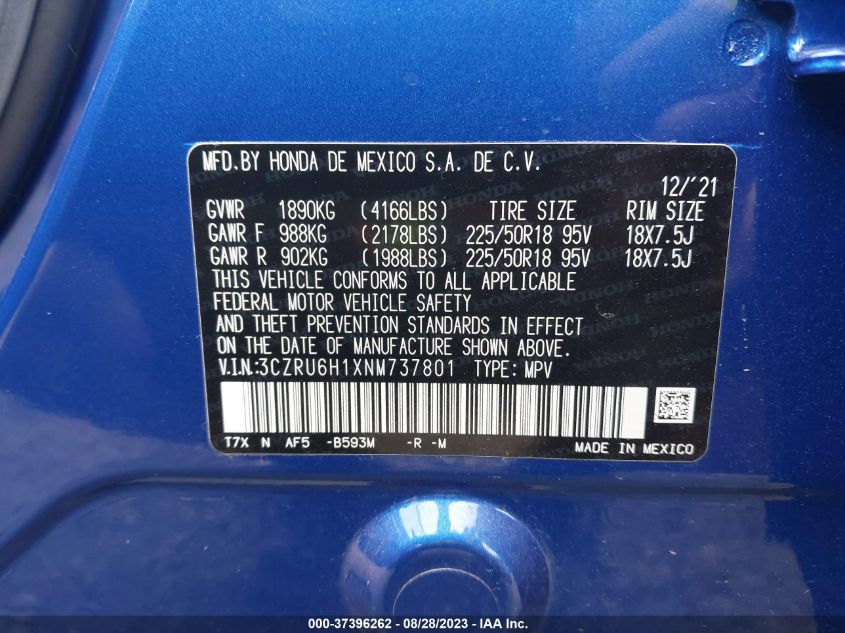 MFD.BY HONDA DE MEXICO S.A. DE C.V.
12/'21
GVWR 1890KG (4166LBS) TIRE SIZE RIM SIZE
GAWR F 988KG (2178LBS) 225/50R18 95V 18X7.5J
GAWR R 902KG (1988LBS) 225/50R18 95V 18X7.5J
THIS VEHICLE CONFORMS TO ALL APPLICABLE
FEDERAL MOTOR VEHICLE SAFETY
AND THEFT PREVENTION STANDARDS IN EFFECT
ON THE DATE OF MANUFACTURE SHOWN ABOVE.
V.I.N:3CZRU6H1XNM737801 TYPE: MPV
T7X N AF5 -B593M -R -M
MADE IN MEXICO
000-37396262 - 08/28/2023 - IAA Inc.